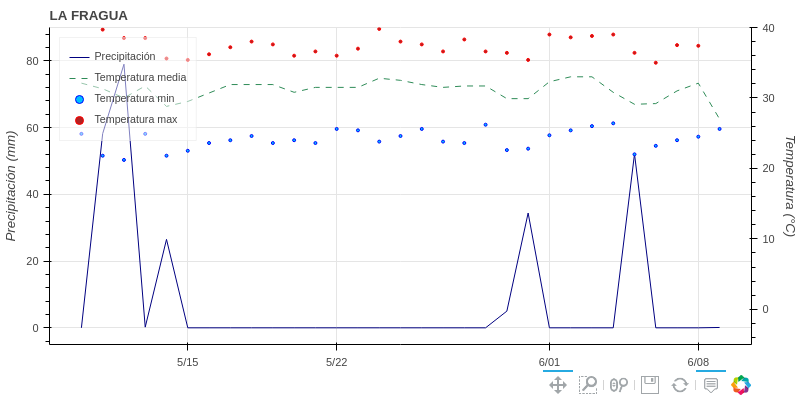 LA FRAGUA
Precipitación
Temperatura media
Temperatura min
Temperatura max
Precipitación (mm)
80
60
40
20
0
Temperatura (°C)
40
30
20
10
0
5/15
5/22
6/01
6/08